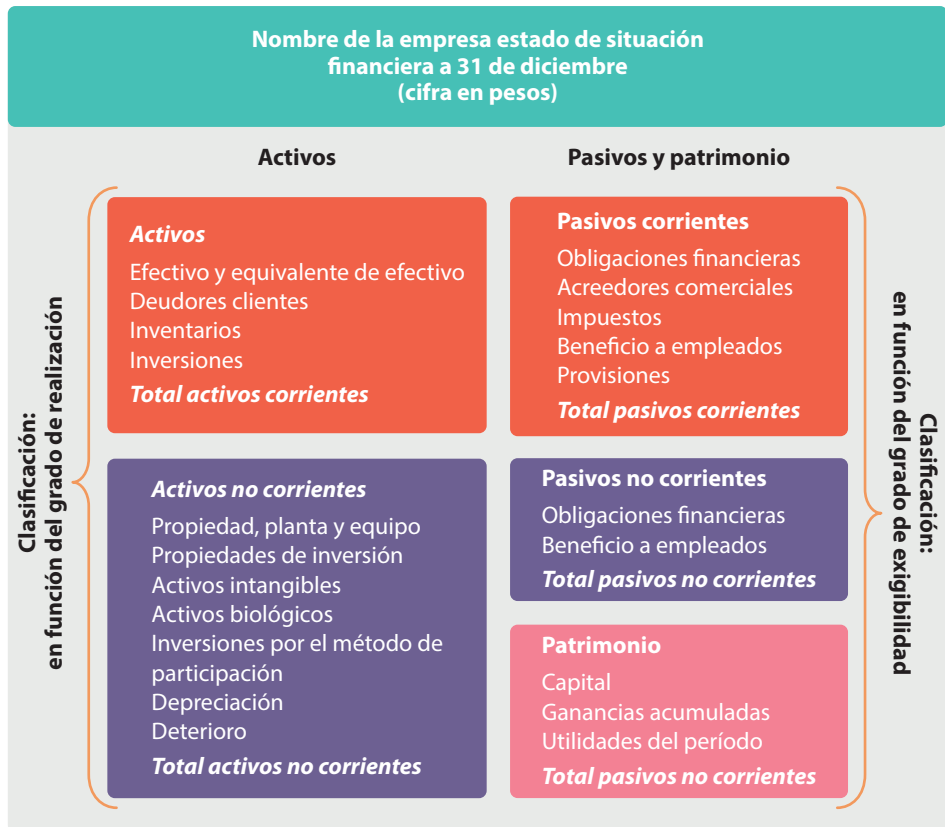 Nombre de la empresa estado de situación
financiera a 31 de diciembre
(cifra en pesos)
Clasificación:
en función del grado de realización
Activos
Activos
Efectivo y equivalente de efectivo
Deudores clientes
Inventarios
Inversiones
Total activos corrientes
Activos no corrientes
Propiedad, planta y equipo
Propiedades de inversión
Activos intangibles
Activos biológicos
Inversiones por el método de
participación
Depreciación
Deterioro
Total activos no corrientes
Pasivos y patrimonio
Pasivos corrientes
Obligaciones financieras
Acreedores comerciales
Impuestos
Beneficio a empleados
Provisiones
Total pasivos corrientes
Pasivos no corrientes
Obligaciones financieras
Beneficio a empleados
Total pasivos no corrientes
Patrimonio
Capital
Ganancias acumuladas
Utilidades del período
Total pasivos no corrientes
Clasificación:
en función del grado de exigibilidad